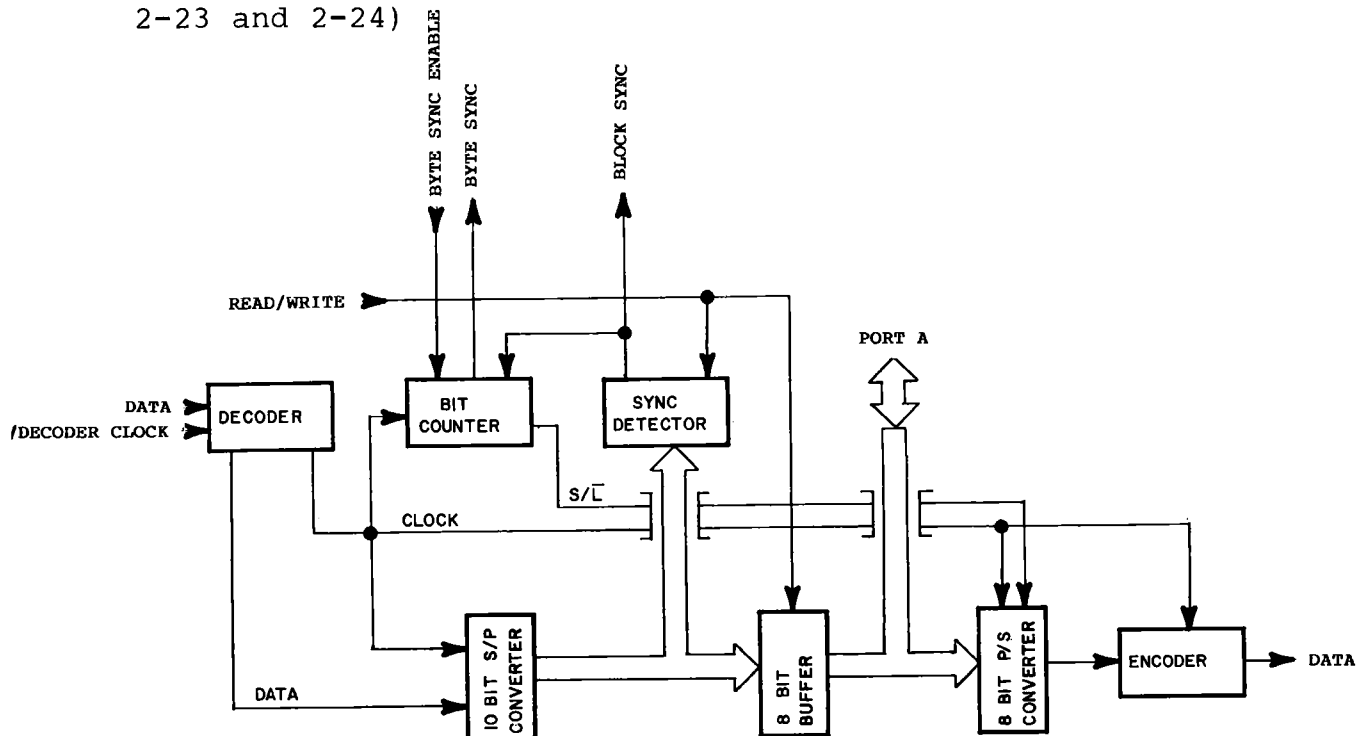 2-23 and 2-24)
BYTE SYNC ENABLE
BYTE SYNC
BLOCK SYNC
READ/WRITE
PORT A
DATA
/DECODER CLOCK
DECODER
BIT
COUNTER
SYNC
DETECTOR
S/L̅
CLOCK
DATA
10 BIT S/P
CONVERTER
8 BIT
BUFFER
8 BIT P/S
CONVERTER
ENCODER
DATA